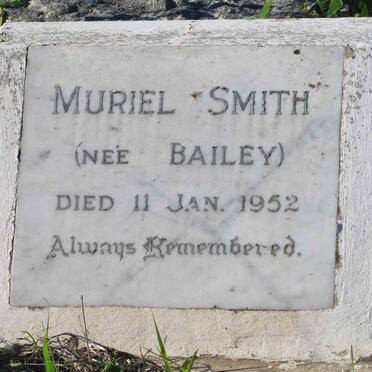 MURIEL SMITH
(NEE BAILEY)
DIED 11 JAN. 1952
Always Remembered.